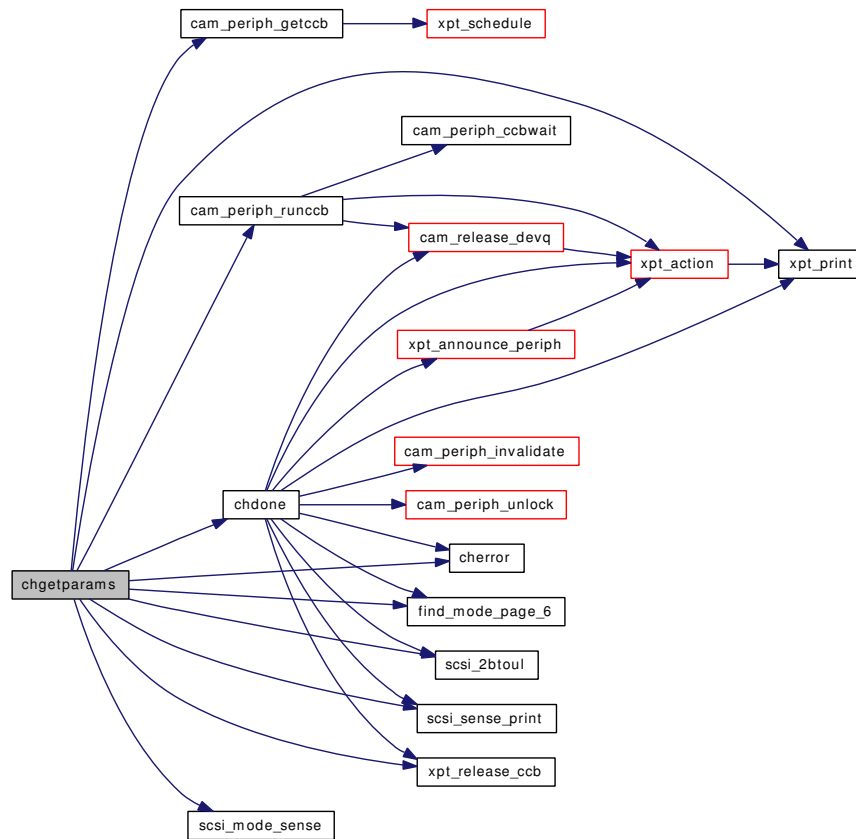 cam_periph_getccb
xpt_schedule
cam_periph_ccbwait
cam_periph_runccb
cam_release_devq
xpt_action
xpt_print
xpt_announce_periph
cam_periph_invalidate
chdone
cam_periph_unlock
cherror
chgetparams
find_mode_page_6
scsi_2btoul
scsi_sense_print
xpt_release_ccb
scsi_mode_sense